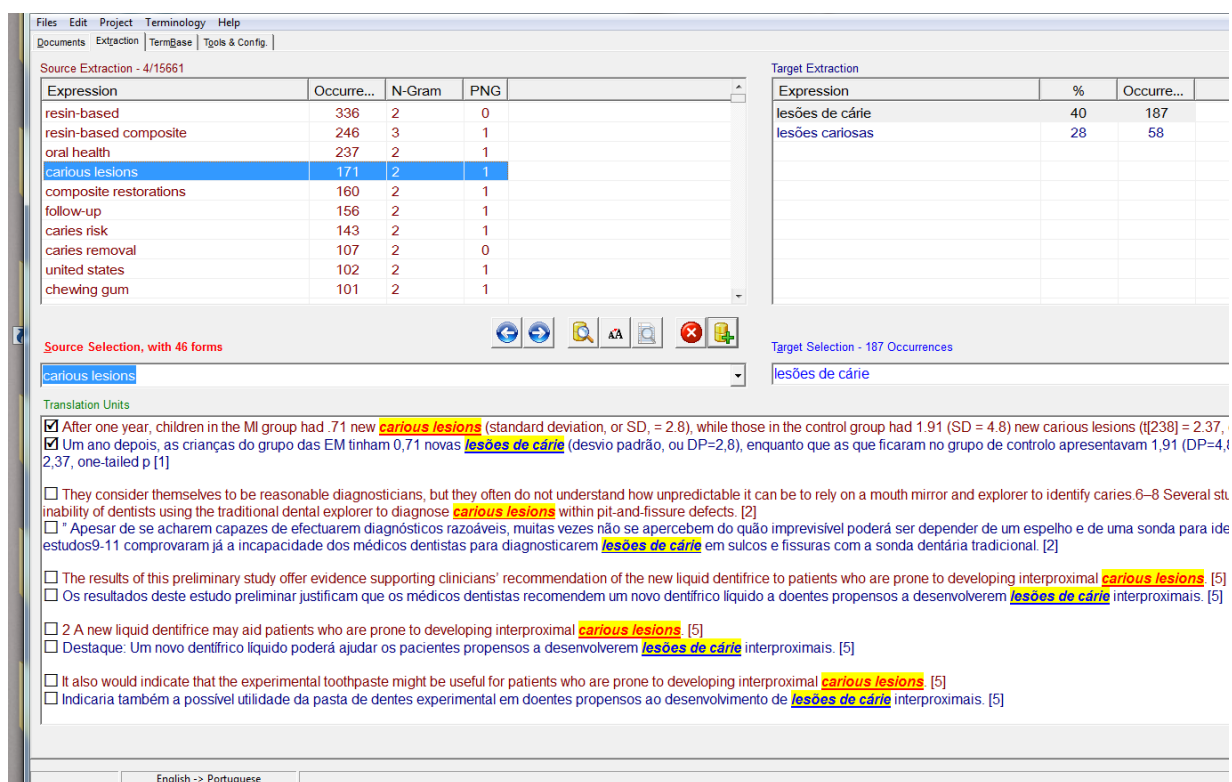 Files Edit Project Terminology Help
Documents Extraction TermBase Tools & Config.
Source Extraction - 4/15661
Expression Occurre... N-Gram PNG
resin-based 336 2 0
resin-based composite 246 3 1
oral health 237 2 1
carious lesions 171 2 1
composite restorations 160 2 1
follow-up 156 2 1
caries risk 143 2 1
caries removal 107 2 0
united states 102 2 1
chewing gum 101 2 1
Target Extraction
Expression % Occurre...
lesões de cárie 40 187
lesões cariosas 28 58
Source Selection, with 46 forms
carious lesions
Target Selection - 187 Occurrences
lesões de cárie
Translation Units
After one year, children in the MI group had .71 new carious lesions (standard deviation, or SD, = 2.8), while those in the control group had 1.91 (SD = 4.8) new carious lesions (t[238] = 2.37,
Um ano depois, as crianças do grupo das EM tinham 0,71 novas lesões de cárie (desvio padrão, ou DP=2,8), enquanto que as que ficaram no grupo de controlo apresentavam 1,91 (DP=4,8
2,37, one-tailed p [1]
They consider themselves to be reasonable diagnosticians, but they often do not understand how unpredictable it can be to rely on a mouth mirror and explorer to identify caries.6–8 Several stu
inability of dentists using the traditional dental explorer to diagnose carious lesions within pit-and-fissure defects. [2]
" Apesar de se acharem capazes de efectuarem diagnósticos razoáveis, muitas vezes não se apercebem do quão imprevisível poderá ser depender de um espelho e de uma sonda para ide
estudos9-11 comprovaram já a incapacidade dos médicos dentistas para diagnosticarem lesões de cárie em sulcos e fissuras com a sonda dentária tradicional. [2]
The results of this preliminary study offer evidence supporting clinicians' recommendation of the new liquid dentifrice to patients who are prone to developing interproximal carious lesions. [5]
Os resultados deste estudo preliminar justificam que os médicos dentistas recomendem um novo dentífrico líquido a doentes propensos a desenvolverem lesões de cárie interproximais. [5]
2 A new liquid dentifrice may aid patients who are prone to developing interproximal carious lesions. [5]
Destaque: Um novo dentífrico líquido poderá ajudar os pacientes propensos a desenvolverem lesões de cárie interproximais. [5]
It also would indicate that the experimental toothpaste might be useful for patients who are prone to developing interproximal carious lesions. [5]
Indicaria também a possível utilidade da pasta de dentes experimental em doentes propensos ao desenvolvimento de lesões de cárie interproximais. [5]
English -> Portuguese